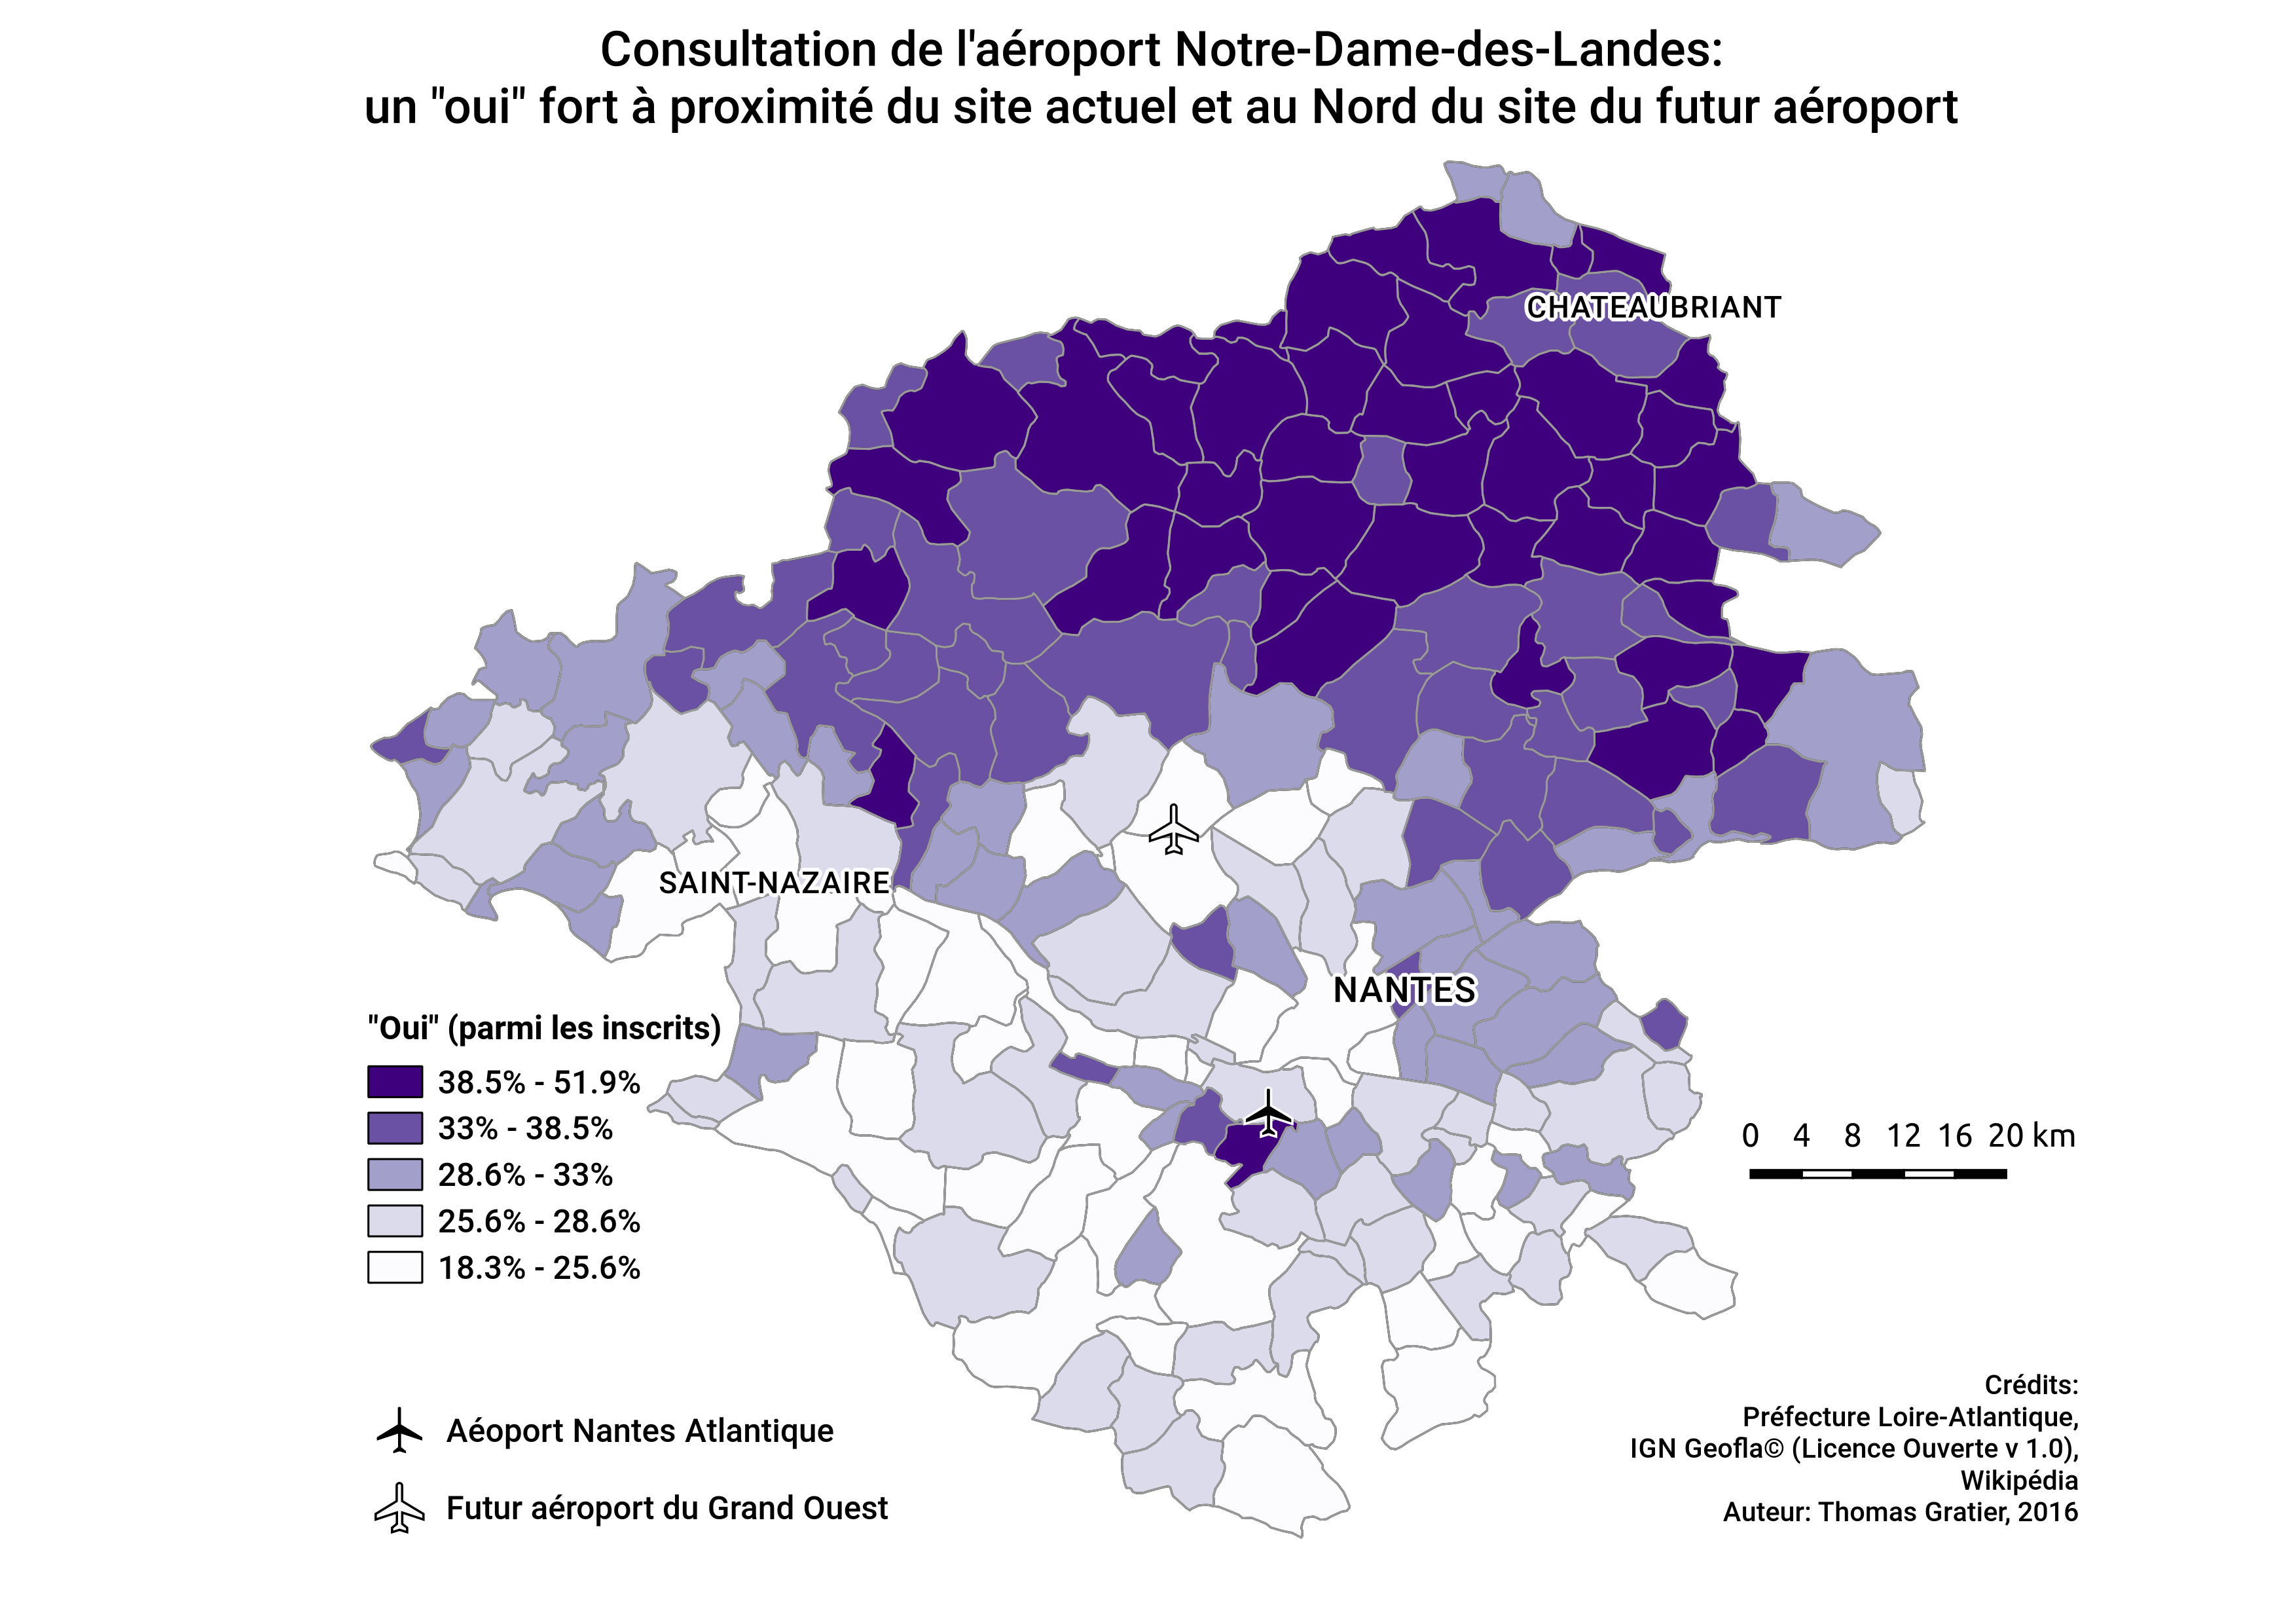 Consultation de l'aéroport Notre-Dame-des-Landes:
un "oui" fort à proximité du site actuel et au Nord du site du futur aéroport
CHATEAUBRIANT
SAINT-NAZAIRE
NANTES
"Oui" (parmi les inscrits)
38.5% - 51.9%
33% - 38.5%
28.6% - 33%
25.6% - 28.6%
18.3% - 25.6%
0 4 8 12 16 20 km
Aéoport Nantes Atlantique
Futur aéroport du Grand Ouest
Crédits:
Préfecture Loire-Atlantique,
IGN Geofla© (Licence Ouverte v 1.0),
Wikipédia
Auteur: Thomas Gratier, 2016